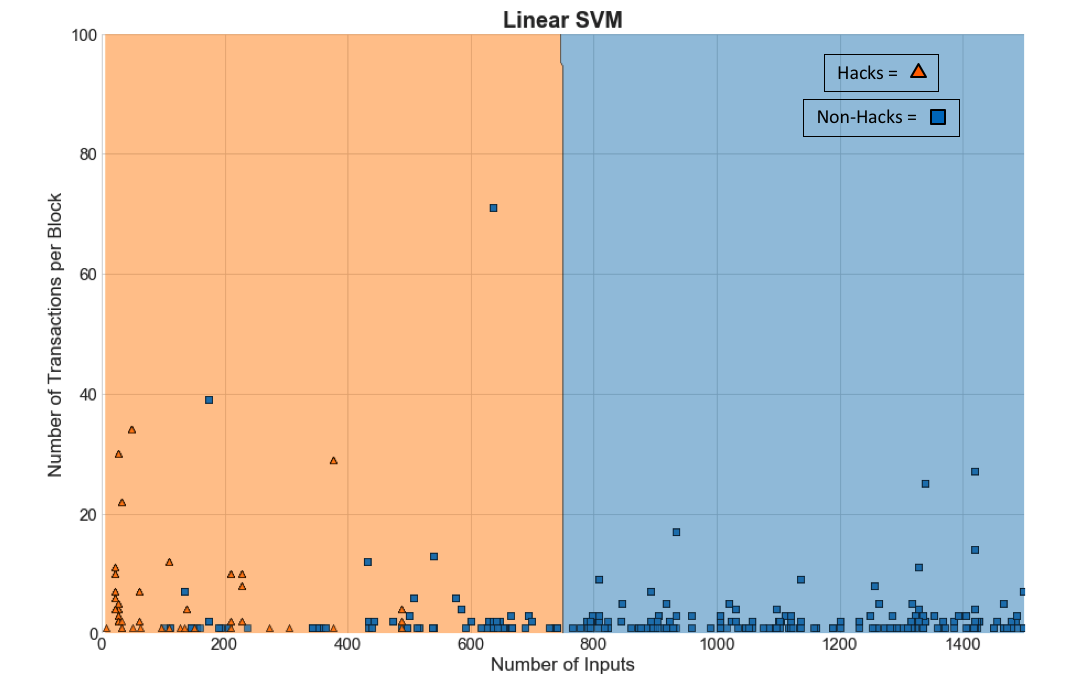 Linear SVM
100
80
60
40
20
0
Number of Transactions per Block
Hacks =
Non-Hacks =
0 200 400 600 800 1000 1200 1400
Number of Inputs